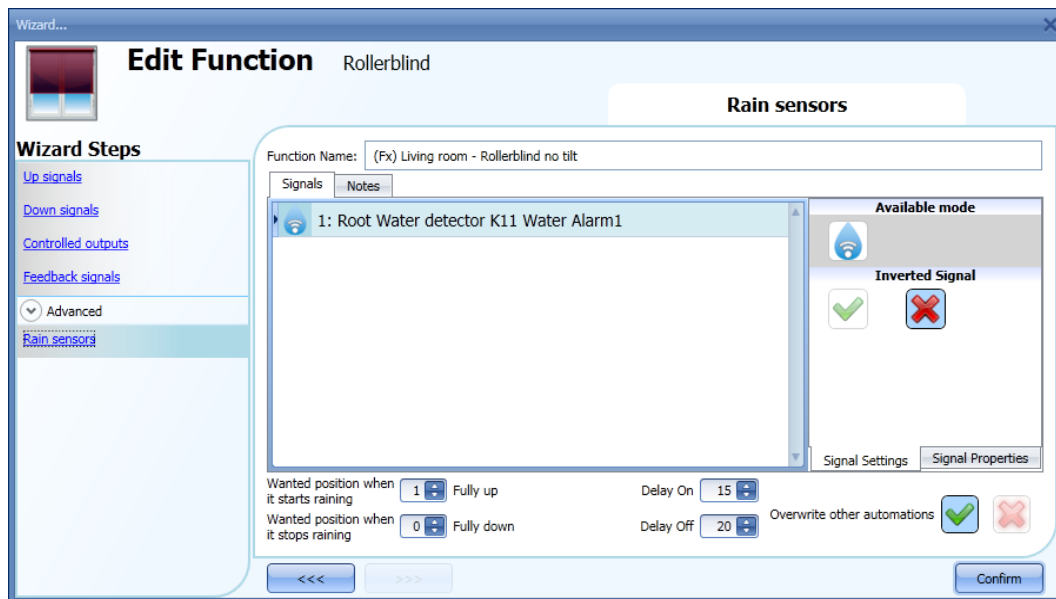 Wizard...
Edit Function Rollerblind
Rain sensors
Wizard Steps
Up signals
Down signals
Controlled outputs
Feedback signals
Advanced
Rain sensors
Function Name: (Fx) Living room - Rollerblind no tilt
Signals Notes
1: Root Water detector K11 Water Alarm1
Available mode
Inverted Signal
Signal Settings Signal Properties
Wanted position when
it starts raining
1 Fully up
Delay On 15
Wanted position when
it stops raining
0 Fully down
Delay Off 20
Overwrite other automations
<<< >>> Confirm